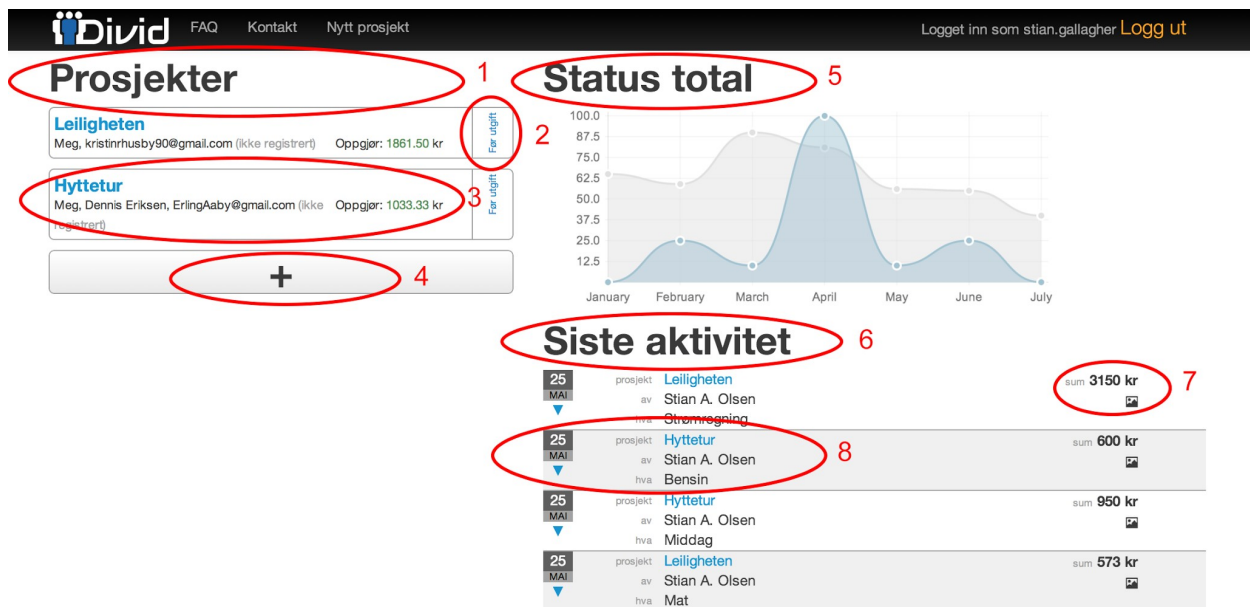 Divid FAQ Kontakt Nytt prosjekt Logget inn som stian.gallagher Logg ut
Prosjekter 1
Leiligheten
Meg, kristinrhusby90@gmail.com (ikke registrert) Oppgjør: 1861.50 kr
Før utgift
2
Hyttetur
Meg, Dennis Eriksen, ErlingAaby@gmail.com (ikke registrert) Oppgjør: 1033.33 kr
Før utgift
3
+ 4
Status total 5
100.0
87.5
75.0
62.5
50.0
37.5
25.0
12.5
January February March April May June July
Siste aktivitet 6
25 prosjekt Leiligheten sum 3150 kr 7
MAI av Stian A. Olsen
hva Strømregning
25 prosjekt Hyttetur sum 600 kr
MAI av Stian A. Olsen 8
hva Bensin
25 prosjekt Hyttetur sum 950 kr
MAI av Stian A. Olsen
hva Middag
25 prosjekt Leiligheten sum 573 kr
MAI av Stian A. Olsen
hva Mat